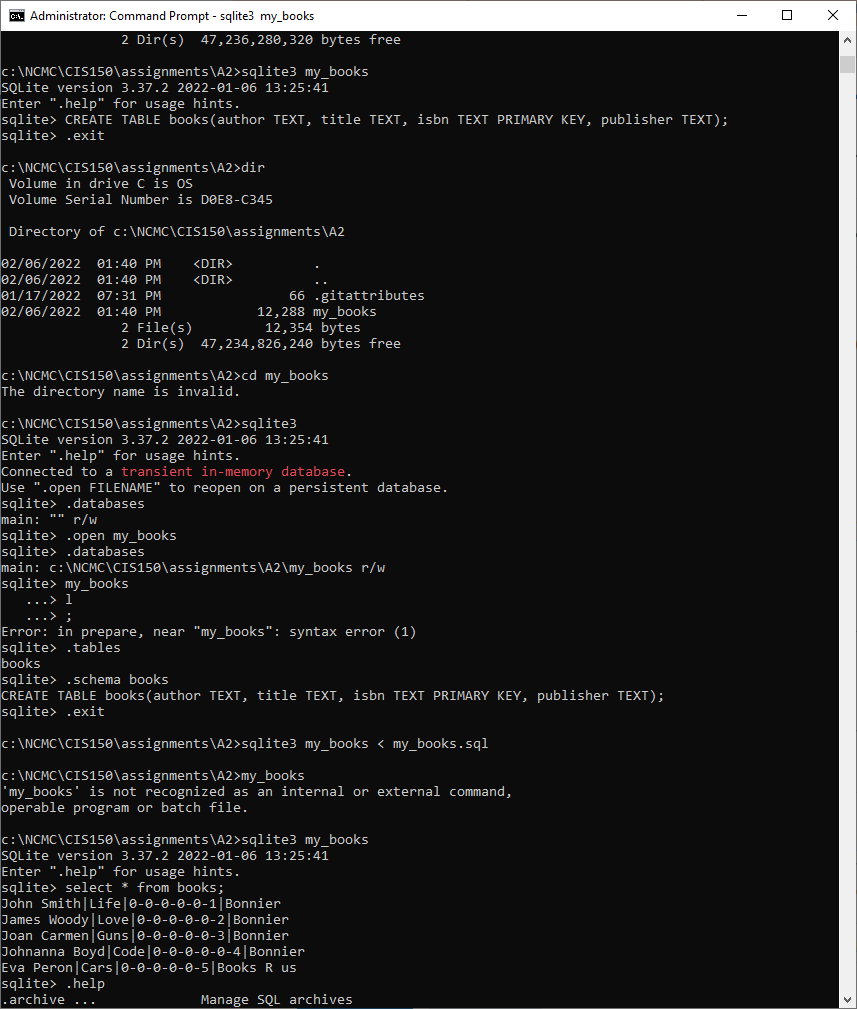 Administrator: Command Prompt - sqlite3 my_books
2 Dir(s)  47,236,280,320 bytes free
c:\NCMC\CIS150\assignments\A2>sqlite3 my_books
SQLite version 3.37.2 2022-01-06 13:25:41
Enter ".help" for usage hints.
sqlite> CREATE TABLE books(author TEXT, title TEXT, isbn TEXT PRIMARY KEY, publisher TEXT);
sqlite> .exit
c:\NCMC\CIS150\assignments\A2>dir
Volume in drive C is OS
Volume Serial Number is D0E8-C345
Directory of c:\NCMC\CIS150\assignments\A2
02/06/2022  01:40 PM    <DIR>          .
02/06/2022  01:40 PM    <DIR>          ..
01/17/2022  07:31 PM                66 .gitattributes
02/06/2022  01:40 PM            12,288 my_books
2 File(s)         12,354 bytes
2 Dir(s)  47,234,826,240 bytes free
c:\NCMC\CIS150\assignments\A2>cd my_books
The directory name is invalid.
c:\NCMC\CIS150\assignments\A2>sqlite3
SQLite version 3.37.2 2022-01-06 13:25:41
Enter ".help" for usage hints.
Connected to a transient in-memory database.
Use ".open FILENAME" to reopen on a persistent database.
sqlite> .databases
main: "" r/w
sqlite> .open my_books
sqlite> .databases
main: c:\NCMC\CIS150\assignments\A2\my_books r/w
sqlite> my_books
...> l
...> ;
Error: in prepare, near "my_books": syntax error (1)
sqlite> .tables
books
sqlite> .schema books
CREATE TABLE books(author TEXT, title TEXT, isbn TEXT PRIMARY KEY, publisher TEXT);
sqlite> .exit
c:\NCMC\CIS150\assignments\A2>sqlite3 my_books < my_books.sql
c:\NCMC\CIS150\assignments\A2>my_books
'my_books' is not recognized as an internal or external command,
operable program or batch file.
c:\NCMC\CIS150\assignments\A2>sqlite3 my_books
SQLite version 3.37.2 2022-01-06 13:25:41
Enter ".help" for usage hints.
sqlite> select * from books;
John Smith|Life|0-0-0-0-0-1|Bonnier
James Woody|Love|0-0-0-0-0-2|Bonnier
Joan Carmen|Guns|0-0-0-0-0-3|Bonnier
Johnanna Boyd|Code|0-0-0-0-0-4|Bonnier
Eva Peron|Cars|0-0-0-0-0-5|Books R us
sqlite> .help
.archive ...             Manage SQL archives